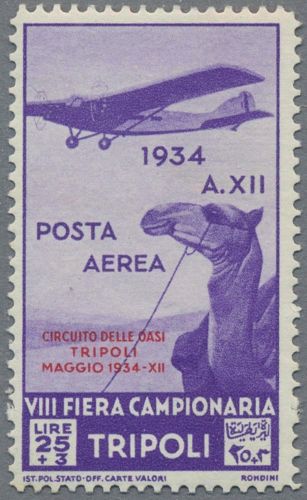 1934
A.XII
POSTA
AEREA
CIRCUITO DELLE OASI
TRIPOLI
MAGGIO 1934-XII
VIII FIERA CAMPIONARIA
LIRE
25
+3
TRIPOLI
IST.POL.STATO-OFF.CARTE VALORI RONDINI